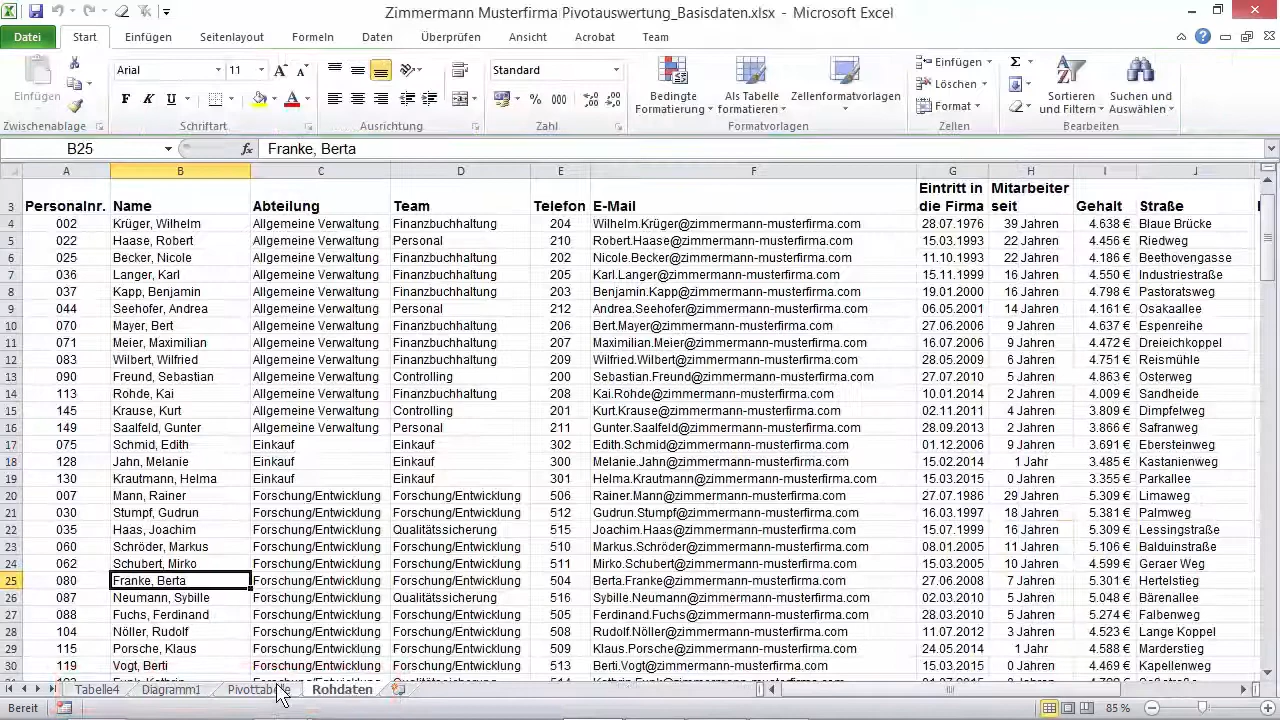 Zimmermann Musterfirma Pivotauswertung_Basisdaten.xlsx - Microsoft Excel
Datei Start Einfügen Seitenlayout Formeln Daten Überprüfen Ansicht Acrobat Team
Einfügen
Zwischenablage
Arial 11
F K U
Schriftart
Ausrichtung
Standard
% 000
Zahl
Bedingte Formatierung
Als Tabelle formatieren
Zellenformatvorlagen
Formatvorlagen
Einfügen
Löschen
Format
Zellen
Σ
Sortieren und Filtern
Suchen und Auswählen
Bearbeiten
B25 fx Franke, Berta
A B C D E F G H I J
3 Personalnr. Name Abteilung Team Telefon E-Mail Eintritt in die Firma Mitarbeiter seit Gehalt Straße
4 002 Krüger, Wilhelm Allgemeine Verwaltung Finanzbuchhaltung 204 Wilhelm.Krüger@zimmermann-musterfirma.com 28.07.1976 39 Jahren 4.638 € Blaue Brücke
5 022 Haase, Robert Allgemeine Verwaltung Personal 210 Robert.Haase@zimmermann-musterfirma.com 15.03.1993 22 Jahren 4.456 € Riedweg
6 025 Becker, Nicole Allgemeine Verwaltung Finanzbuchhaltung 202 Nicole.Becker@zimmermann-musterfirma.com 11.10.1993 22 Jahren 4.186 € Beethovengasse
7 036 Langer, Karl Allgemeine Verwaltung Finanzbuchhaltung 205 Karl.Langer@zimmermann-musterfirma.com 15.11.1999 16 Jahren 4.550 € Industriestraße
8 037 Kapp, Benjamin Allgemeine Verwaltung Finanzbuchhaltung 203 Benjamin.Kapp@zimmermann-musterfirma.com 19.01.2000 16 Jahren 4.798 € Pastoratsweg
9 044 Seehofer, Andrea Allgemeine Verwaltung Personal 212 Andrea.Seehofer@zimmermann-musterfirma.com 06.05.2001 14 Jahren 4.161 € Osakaallee
10 070 Mayer, Bert Allgemeine Verwaltung Finanzbuchhaltung 206 Bert.Mayer@zimmermann-musterfirma.com 27.06.2006 9 Jahren 4.637 € Espenreihe
11 071 Meier, Maximilian Allgemeine Verwaltung Finanzbuchhaltung 207 Maximilian.Meier@zimmermann-musterfirma.com 16.07.2006 9 Jahren 4.472 € Dreieichkoppel
12 083 Wilbert, Wilfried Allgemeine Verwaltung Finanzbuchhaltung 209 Wilfried.Wilbert@zimmermann-musterfirma.com 28.05.2009 6 Jahren 4.751 € Reismühle
13 090 Freund, Sebastian Allgemeine Verwaltung Controlling 200 Sebastian.Freund@zimmermann-musterfirma.com 27.07.2010 5 Jahren 4.863 € Osterweg
14 113 Rohde, Kai Allgemeine Verwaltung Finanzbuchhaltung 208 Kai.Rohde@zimmermann-musterfirma.com 10.01.2014 2 Jahren 4.009 € Sandheide
15 145 Krause, Kurt Allgemeine Verwaltung Controlling 201 Kurt.Krause@zimmermann-musterfirma.com 02.11.2011 4 Jahren 3.809 € Dimpfelweg
16 149 Saalfeld, Gunter Allgemeine Verwaltung Personal 211 Gunter.Saalfeld@zimmermann-musterfirma.com 28.09.2013 2 Jahren 3.866 € Safranweg
17 075 Schmid, Edith Einkauf Einkauf 302 Edith.Schmid@zimmermann-musterfirma.com 01.12.2006 9 Jahren 3.691 € Ebersteinweg
18 128 Jahn, Melanie Einkauf Einkauf 300 Melanie.Jahn@zimmermann-musterfirma.com 15.02.2014 1 Jahr 3.485 € Kastanienweg
19 130 Krautmann, Helma Einkauf Einkauf 301 Helma.Krautmann@zimmermann-musterfirma.com 15.03.2015 0 Jahren 3.355 € Parkallee
20 007 Mann, Rainer Forschung/Entwicklung Forschung/Entwicklung 506 Rainer.Mann@zimmermann-musterfirma.com 27.07.1986 29 Jahren 5.309 € Limaweg
21 030 Stumpf, Gudrun Forschung/Entwicklung Forschung/Entwicklung 512 Gudrun.Stumpf@zimmermann-musterfirma.com 16.03.1997 18 Jahren 5.381 € Palmweg
22 035 Haas, Joachim Forschung/Entwicklung Qualitätssicherung 515 Joachim.Haas@zimmermann-musterfirma.com 15.07.1999 16 Jahren 5.309 € Lessingstraße
23 060 Schröder, Markus Forschung/Entwicklung Forschung/Entwicklung 510 Markus.Schröder@zimmermann-musterfirma.com 08.01.2005 11 Jahren 5.106 € Balduinstraße
24 062 Schubert, Mirko Forschung/Entwicklung Forschung/Entwicklung 511 Mirko.Schubert@zimmermann-musterfirma.com 15.03.2005 10 Jahren 4.599 € Geraer Weg
25 080 Franke, Berta Forschung/Entwicklung Forschung/Entwicklung 504 Berta.Franke@zimmermann-musterfirma.com 27.06.2008 7 Jahren 5.301 € Hertelstieg
26 087 Neumann, Sybille Forschung/Entwicklung Qualitätssicherung 516 Sybille.Neumann@zimmermann-musterfirma.com 02.03.2010 5 Jahren 5.048 € Bärenallee
27 088 Fuchs, Ferdinand Forschung/Entwicklung Forschung/Entwicklung 505 Ferdinand.Fuchs@zimmermann-musterfirma.com 28.03.2010 5 Jahren 5.274 € Falbenweg
28 104 Nöller, Rudolf Forschung/Entwicklung Forschung/Entwicklung 508 Rudolf.Nöller@zimmermann-musterfirma.com 11.07.2012 3 Jahren 4.523 € Lange Koppel
29 115 Porsche, Klaus Forschung/Entwicklung Forschung/Entwicklung 509 Klaus.Porsche@zimmermann-musterfirma.com 24.05.2014 1 Jahr 4.588 € Marderstieg
30 119 Vogt, Berti Forschung/Entwicklung Forschung/Entwicklung 513 Berti.Vogt@zimmermann-musterfirma.com 15.03.2015 0 Jahren 4.469 € Kapellenweg
Tabelle4 Diagramm1 Rohdaten
Bereit 85 %